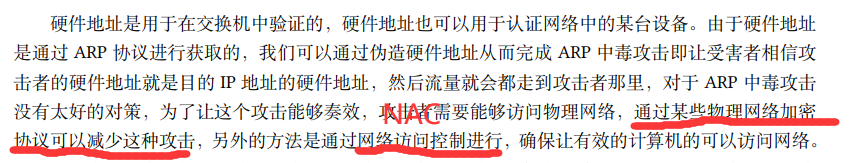 硬件地址是用于在交换机中验证的，硬件地址也可以用于认证网络中的某台设备。由于硬件地址
是通过 ARP 协议进行获取的，我们可以通过伪造硬件地址从而完成 ARP 中毒攻击即让受害者相信攻
击者的硬件地址就是目的 IP 地址的硬件地址，然后流量就会都走到攻击者那里，对于 ARP 中毒攻击
没有太好的对策，为了让这个攻击能够奏效，攻击者需要能够访问物理网络，通过某些物理网络加密
NAC
协议可以减少这种攻击，另外的方法是通过网络访问控制进行，确保让有效的计算机的可以访问网络。